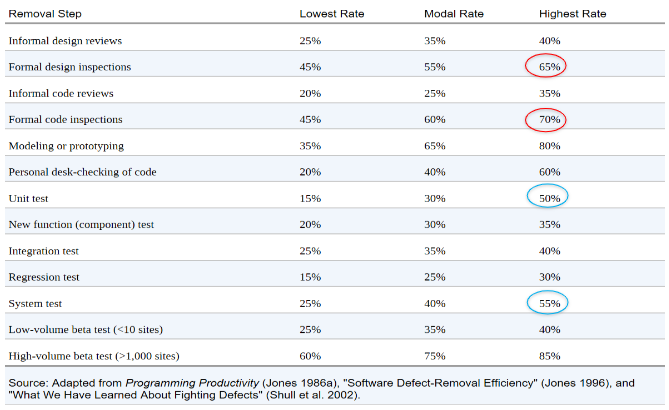 Removal Step Lowest Rate Modal Rate Highest Rate
Informal design reviews 25% 35% 40%
Formal design inspections 45% 55% 65%
Informal code reviews 20% 25% 35%
Formal code inspections 45% 60% 70%
Modeling or prototyping 35% 65% 80%
Personal desk-checking of code 20% 40% 60%
Unit test 15% 30% 50%
New function (component) test 20% 30% 35%
Integration test 25% 35% 40%
Regression test 15% 25% 30%
System test 25% 40% 55%
Low-volume beta test (<10 sites) 25% 35% 40%
High-volume beta test (>1,000 sites) 60% 75% 85%
Source: Adapted from Programming Productivity (Jones 1986a), "Software Defect-Removal Efficiency" (Jones 1996), and
"What We Have Learned About Fighting Defects" (Shull et al. 2002).